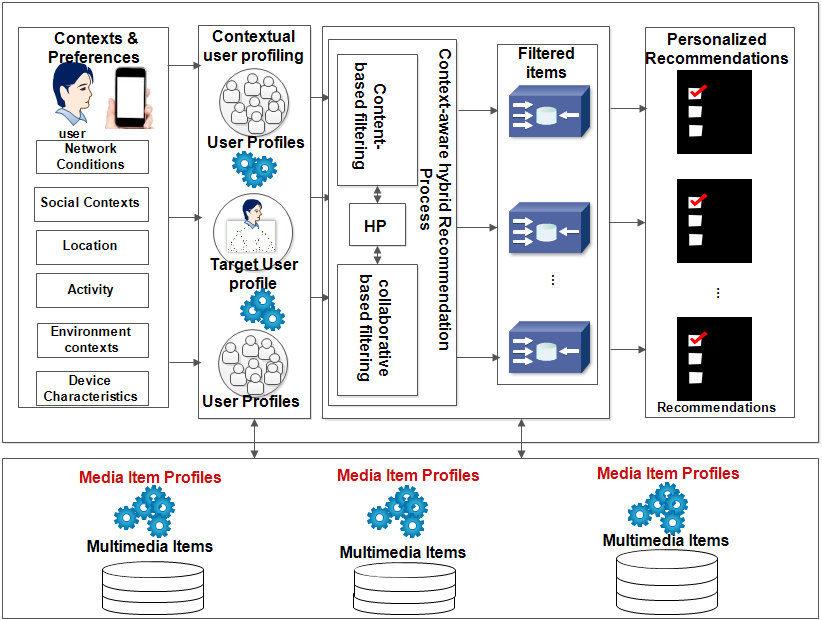 Contexts &
Preferences
user
Network
Conditions
Social Contexts
Location
Activity
Environment
contexts
Device
Characteristics
Contextual
user profiling
User Profiles
Target User
profile
User Profiles
Content-
based filtering
HP
collaborative
based filtering
Context-aware hybrid Recommendation
Process
Filtered
items
...
Personalized
Recommendations
...
Recommendations
Media Item Profiles
Multimedia Items
Media Item Profiles
Multimedia Items
Media Item Profiles
Multimedia Items